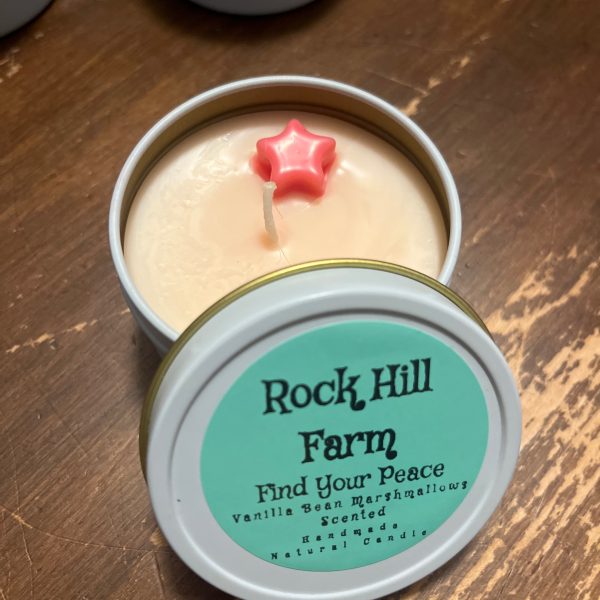 Rock Hill
Farm
Find Your Peace
Vanilla Bean Marshmallows
Scented
Handmade
Natural Candle